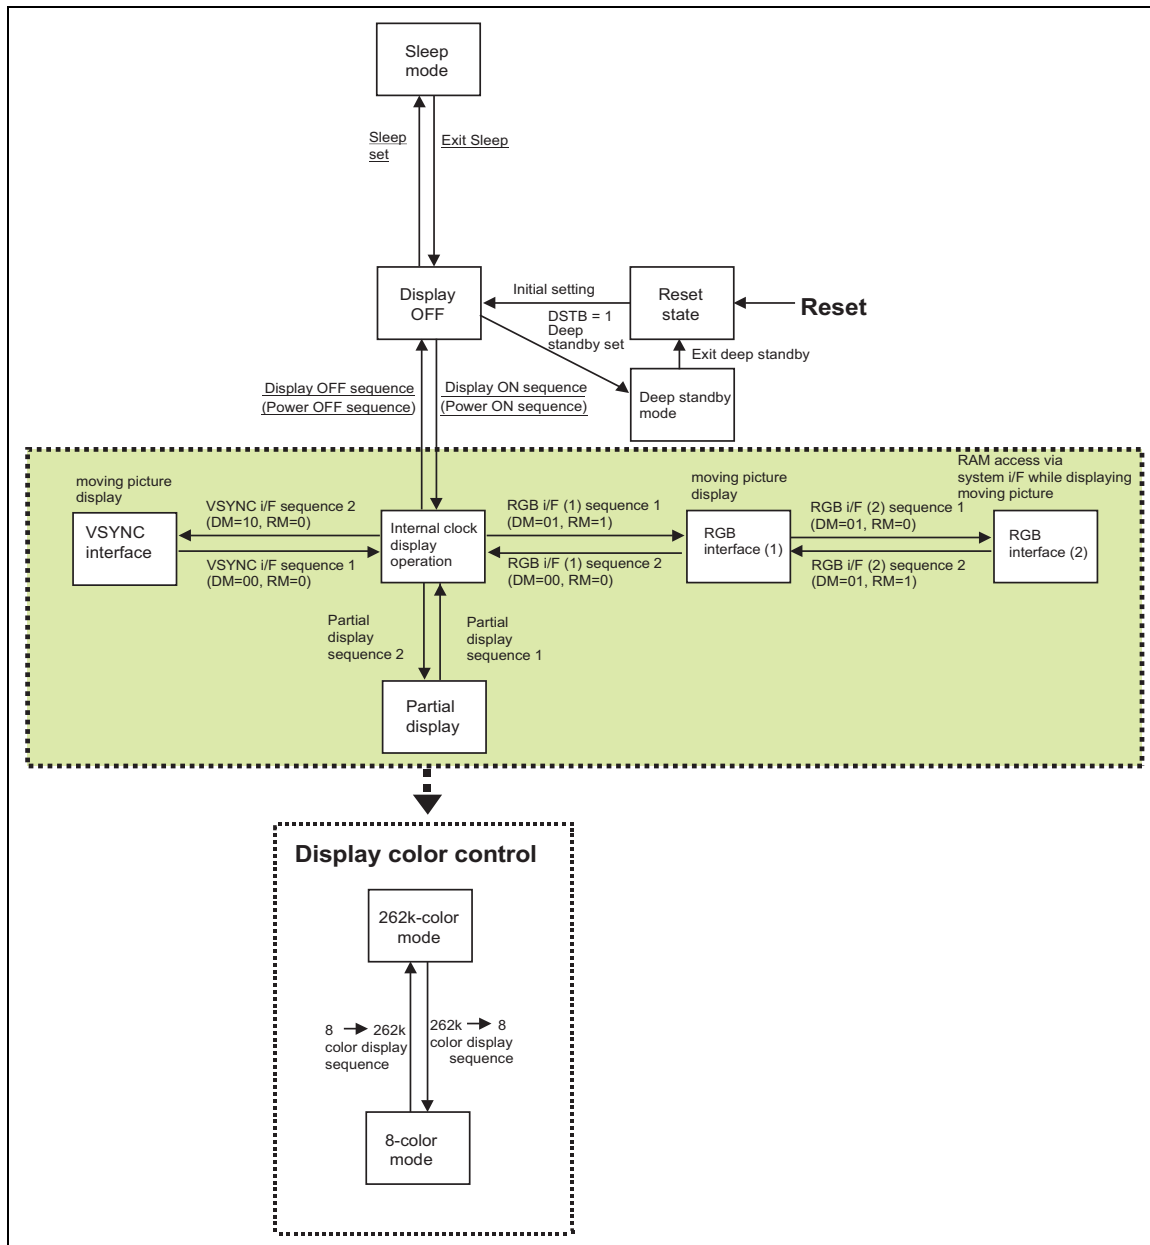 Sleep
mode
Sleep
set
Exit Sleep
Display
OFF
Initial setting
Reset
state
Reset
DSTB = 1
Deep
standby set
Exit deep standby
Deep standby
mode
Display OFF sequence
(Power OFF sequence)
Display ON sequence
(Power ON sequence)
moving picture
display
VSYNC i/F sequence 2
(DM=10, RM=0)
VSYNC
interface
VSYNC i/F sequence 1
(DM=00, RM=0)
Internal clock
display
operation
RGB i/F (1) sequence 1
(DM=01, RM=1)
RGB i/F (1) sequence 2
(DM=00, RM=0)
moving picture
display
RGB
interface (1)
RGB i/F (2) sequence 1
(DM=01, RM=0)
RGB i/F (2) sequence 2
(DM=01, RM=1)
RAM access via
system i/F while displaying
moving picture
RGB
interface (2)
Partial
display
sequence 2
Partial
display
sequence 1
Partial
display
Display color control
262k-color
mode
8 → 262k
color display
sequence
262k → 8
color display
sequence
8-color
mode